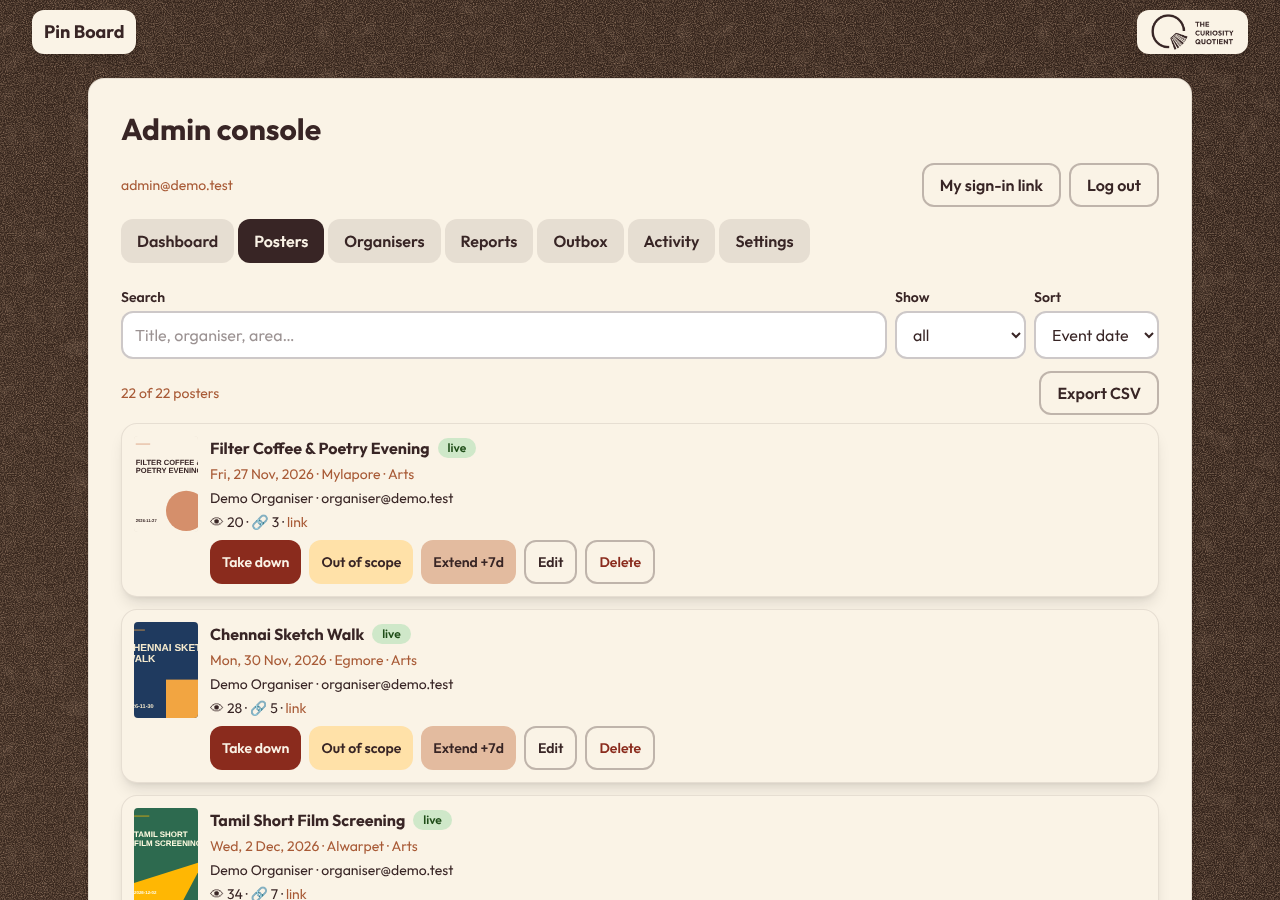 Pin Board
THE
CURIOSITY
QUOTIENT
Admin console
admin@demo.test
My sign-in link
Log out
Dashboard
Posters
Organisers
Reports
Outbox
Activity
Settings
Search
Show
Sort
Title, organiser, area…
all
Event date
22 of 22 posters
Export CSV
FILTER COFFEE
POETRY EVENING
2026-11-27
Filter Coffee & Poetry Evening live
Fri, 27 Nov, 2026 · Mylapore · Arts
Demo Organiser · organiser@demo.test
20 · 3 · link
Take down Out of scope Extend +7d Edit Delete
WALK
Chennai Sketch Walk live
Mon, 30 Nov, 2026 · Egmore · Arts
Demo Organiser · organiser@demo.test
28 · 5 · link
Take down Out of scope Extend +7d Edit Delete
TAMIL SHORT
FILM SCREENING
Tamil Short Film Screening live
Wed, 2 Dec, 2026 · Alwarpet · Arts
Demo Organiser · organiser@demo.test
34 · 7 · link